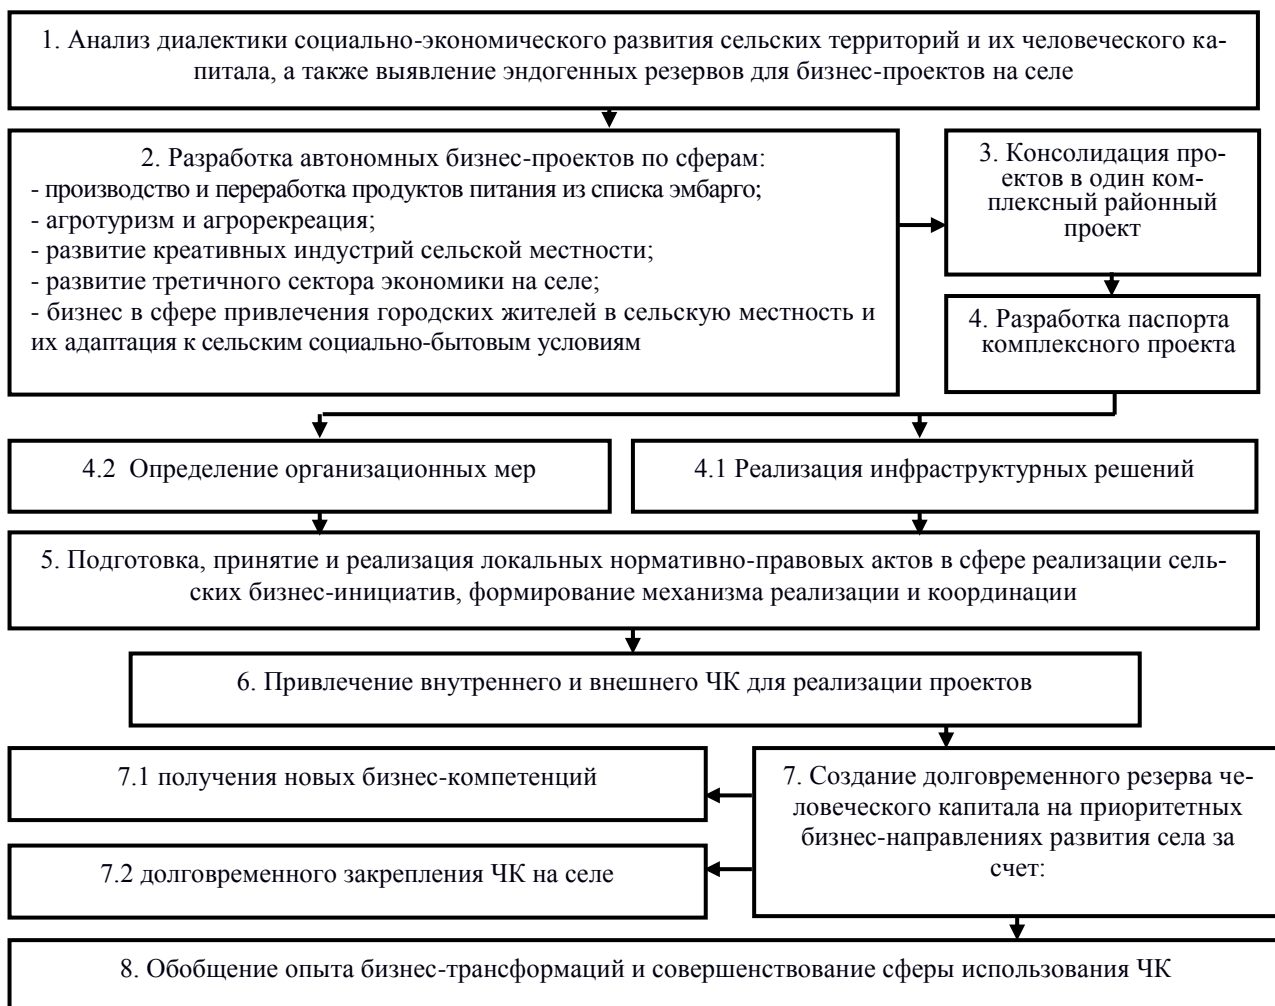 1. Анализ диалектики социально-экономического развития сельских территорий и их человеческого ка-
питала, а также выявление эндогенных резервов для бизнес-проектов на селе
2. Разработка автономных бизнес-проектов по сферам:
- производство и переработка продуктов питания из списка эмбарго;
- агротуризм и агрорекреация;
- развитие креативных индустрий сельской местности;
- развитие третичного сектора экономики на селе;
- бизнес в сфере привлечения городских жителей в сельскую местность и
их адаптация к сельским социально-бытовым условиям
3. Консолидация про-
ектов в один ком-
плексный районный
проект
4. Разработка паспорта
комплексного проекта
4.2 Определение организационных мер
4.1 Реализация инфраструктурных решений
5. Подготовка, принятие и реализация локальных нормативно-правовых актов в сфере реализации сель-
ских бизнес-инициатив, формирование механизма реализации и координации
6. Привлечение внутреннего и внешнего ЧК для реализации проектов
7.1 получения новых бизнес-компетенций
7. Создание долговременного резерва че-
ловеческого капитала на приоритетных
бизнес-направлениях развития села за
счет:
7.2 долговременного закрепления ЧК на селе
8. Обобщение опыта бизнес-трансформаций и совершенствование сферы использования ЧК